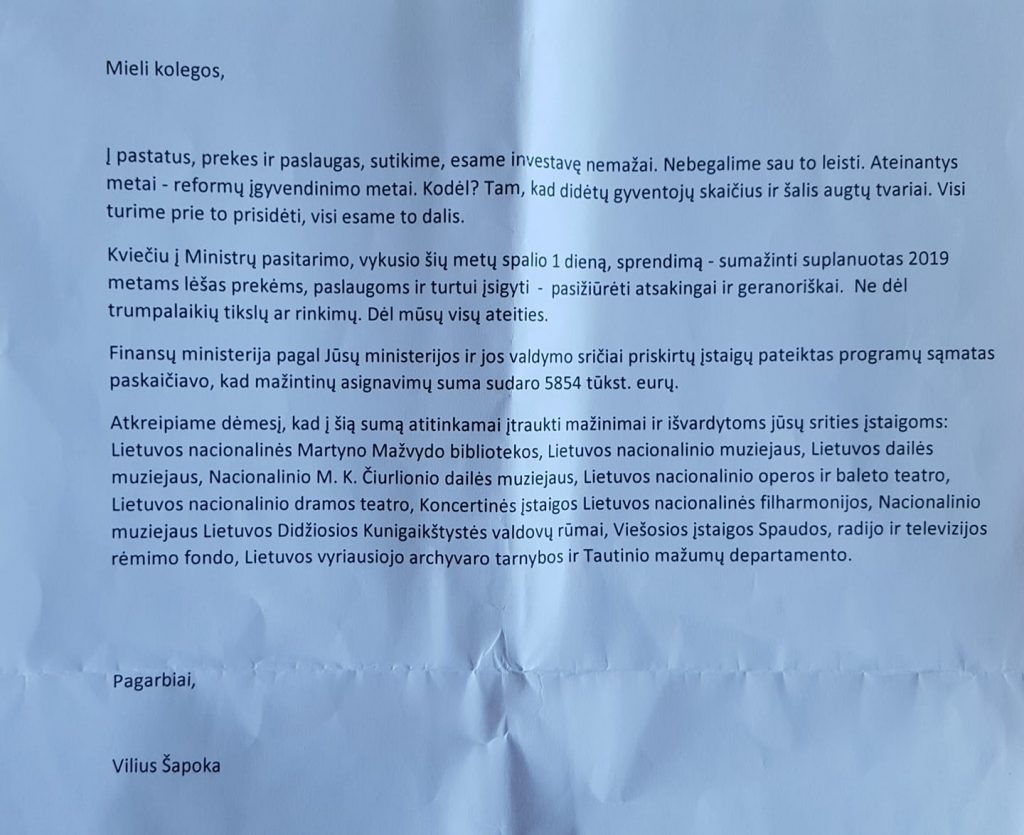 Mieli kolegos,
Į pastatus, prekes ir paslaugas, sutikime, esame investavę nemažai. Nebegalime sau to leisti. Ateinantys
metai - reformų įgyvendinimo metai. Kodėl? Tam, kad didėtų gyventojų skaičius ir šalis augtų tvariai. Visi
turime prie to prisidėti, visi esame to dalis.
Kviečiu į Ministrų pasitarimo, vykusio šių metų spalio 1 dieną, sprendimą - sumažinti suplanuotas 2019
metams lėšas prekėms, paslaugoms ir turtui įsigyti - pasižiūrėti atsakingai ir geranoriškai. Ne dėl
trumpalaikių tikslų ar rinkimų. Dėl mūsų visų ateities.
Finansų ministerija pagal Jūsų ministerijos ir jos valdymo sričiai priskirtų įstaigų pateiktas programų sąmatas
paskaičiavo, kad mažintinų asignavimų suma sudaro 5854 tūkst. eurų.
Atkreipiame dėmesį, kad į šią sumą atitinkamai įtraukti mažinimai ir išvardytoms jūsų srities įstaigoms:
Lietuvos nacionalinės Martyno Mažvydo bibliotekos, Lietuvos nacionalinio muziejaus, Lietuvos dailės
muziejaus, Nacionalinio M. K. Čiurlionio dailės muziejaus, Lietuvos nacionalinio operos ir baleto teatro,
Lietuvos nacionalinio dramos teatro, Koncertinės įstaigos Lietuvos nacionalinės filharmonijos, Nacionalinio
muziejaus Lietuvos Didžiosios Kunigaikštystės valdovų rūmai, Viešosios įstaigos Spaudos, radijo ir televizijos
rėmimo fondo, Lietuvos vyriausiojo archyvaro tarnybos ir Tautinio mažumų departamento.
Pagarbiai,
Vilius Šapoka